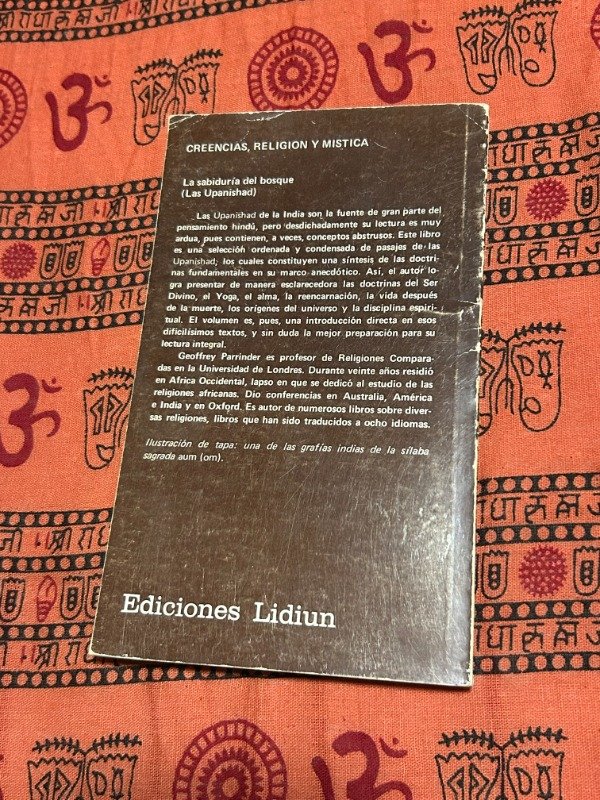 CREENCIAS, RELIGION Y MISTICA
La sabiduría del bosque
(Las Upanishad)
Las Upanishad de la India son la fuente de gran parte del
pensamiento hindú, pero desdichadamente su lectura es muy
ardua, pues contienen, a veces, conceptos abstrusos. Este libro
es una selección ordenada y condensada de pasajes de las
Upanishad, los cuales constituyen una síntesis de las doctri-
nas fundamentales en su marco anecdótico. Así, el autor lo-
gra presentar de manera esclarecedora las doctrinas del Ser
Divino, el Yoga, el alma, la reencarnación, la vida después
de la muerte, los orígenes del universo y la disciplina espiri-
tual. El volumen es, pues, una introducción directa en esos
dificilísimos textos, y sin duda la mejor preparación para su
lectura integral.
Geoffrey Parrinder es profesor de Religiones Compara-
das en la Universidad de Londres. Durante veinte años residió
en Africa Occidental, lapso en que se dedicó al estudio de las
religiones africanas. Dio conferencias en Australia, América
e India y en Oxford. Es autor de numerosos libros sobre diver-
sas religiones, libros que han sido traducidos a ocho idiomas.
Ilustración de tapa: una de las grafías indias de la sílaba
sagrada aum (om).
Ediciones Lidiun
ॐ
ॐ
ॐ
ॐ